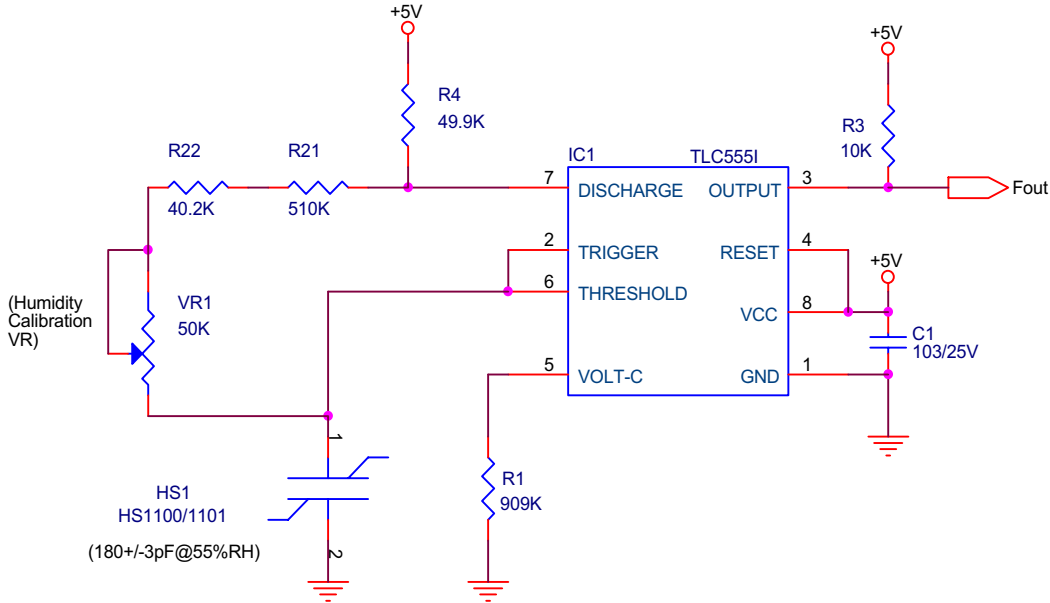 +5V
R4
49.9K
R22
40.2K
R21
510K
(Humidity
Calibration
VR)
VR1
50K
1
HS1
HS1100/1101
(180+/-3pF@55%RH)
2
IC1
TLC555I
7
DISCHARGE
2
TRIGGER
6
THRESHOLD
5
VOLT-C
OUTPUT
3
RESET
4
VCC
8
GND
1
R1
909K
+5V
R3
10K
Fout
+5V
C1
103/25V